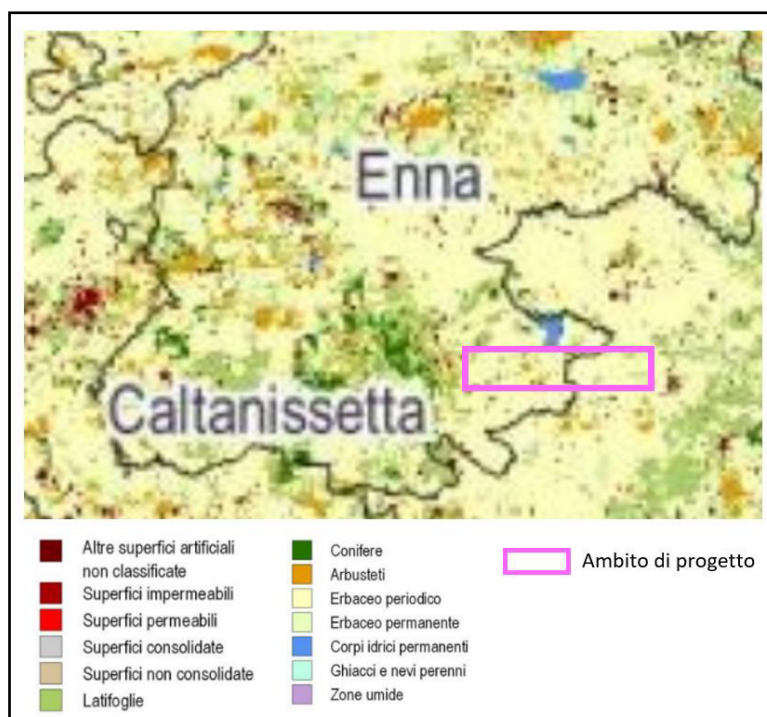 Enna
Caltanissetta
Altre superfici artificiali
non classificate
Superfici impermeabili
Superfici permeabili
Superfici consolidate
Superfici non consolidate
Latifoglie
Conifere
Arbusteti
Erbaceo periodico
Erbaceo permanente
Corpi idrici permanenti
Ghiacci e nevi perenni
Zone umide
Ambito di progetto